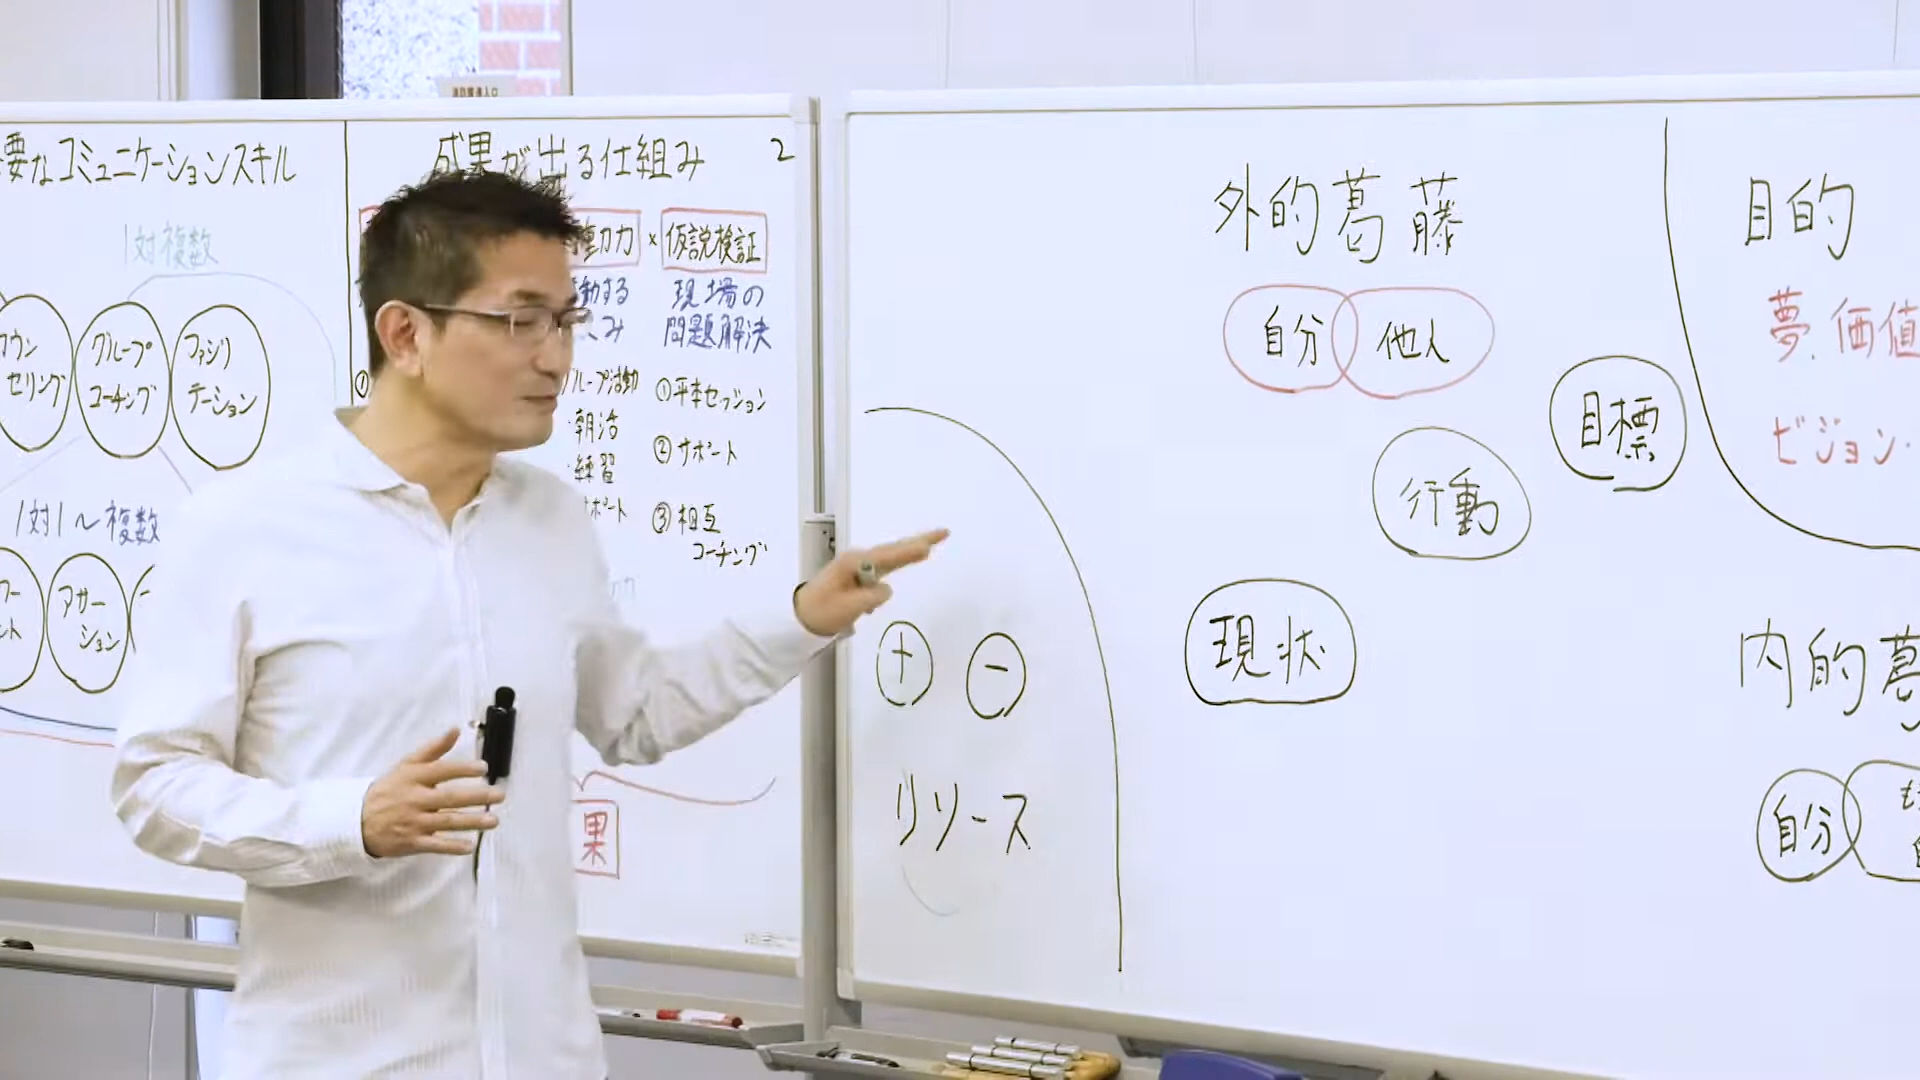 要なコミュニケーションスキル
1対複数
ウン
セリング
グループ
コーチング
ファシリ
テーション
1対1〜複数
アサー
ション
成果が出る仕組み
2
動力
×
仮説検証
動する
み
現場の
問題解決
①
グループ活動
・朝活
・練習
サポート
①平本セッション
②サポート
③相互
コーチング
果
外的葛藤
自分
他人
目標
行動
現状
+
−
リソース
目的
夢.価値
ビジョン・
内的葛
自分